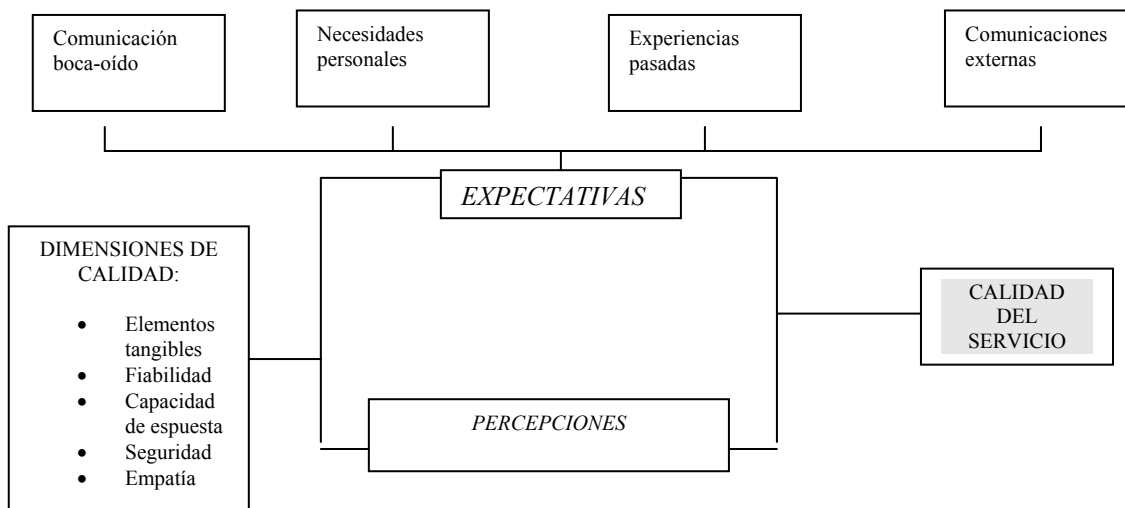 Comunicación
boca-oído
Necesidades
personales
Experiencias
pasadas
Comunicaciones
externas
EXPECTATIVAS
DIMENSIONES DE
CALIDAD:
• Elementos
tangibles
• Fiabilidad
• Capacidad
de espuesta
• Seguridad
• Empatía
CALIDAD
DEL
SERVICIO
PERCEPCIONES